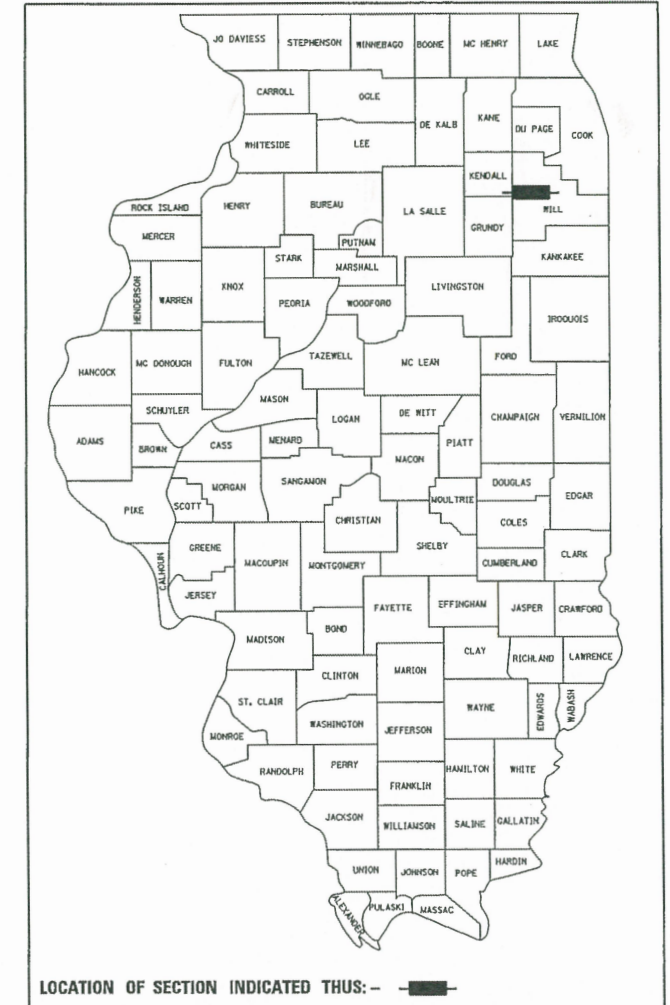 JO DAVIESS STEPHENSON WINNEBAGO BOONE MC HENRY LAKE
CARROLL OGLE DE KALB KANE DU PAGE COOK
WHITESIDE LEE
KENDALL
ROCK ISLAND HENRY BUREAU LA SALLE WILL
MERCER PUTNAM GRUNDY
STARK MARSHALL KANKAKEE
HENDERSON WARREN KNOX PEORIA WOODFORD LIVINGSTON IROQUOIS
HANCOCK MC DONOUGH FULTON TAZEWELL MC LEAN FORD
MASON
SCHUYLER LOGAN DE WITT CHAMPAIGN VERMILION
ADAMS BROWN CASS MENARD PIATT
MACON
PIKE SCOTT MORGAN SANGAMON MOULTRIE DOUGLAS EDGAR
CHRISTIAN COLES
CALHOUN GREENE MACOUPIN MONTGOMERY SHELBY CUMBERLAND CLARK
JERSEY FAYETTE EFFINGHAM JASPER CRAWFORD
MADISON BOND
CLAY RICHLAND LAWRENCE
CLINTON MARION
ST. CLAIR WAYNE EDWARDS WABASH
MONROE WASHINGTON JEFFERSON
RANDOLPH PERRY HAMILTON WHITE
FRANKLIN
JACKSON WILLIAMSON SALINE GALLATIN
UNION JOHNSON POPE HARDIN
ALEXANDER PULASKI MASSAC
LOCATION OF SECTION INDICATED THUS: –